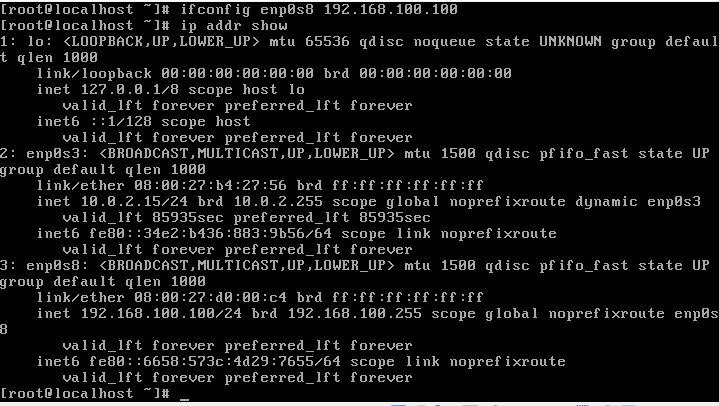 [root@localhost ~]# ifconfig enp0s8 192.168.100.100
[root@localhost ~]# ip addr show
1: lo: <LOOPBACK,UP,LOWER_UP> mtu 65536 qdisc noqueue state UNKNOWN group defaul
t qlen 1000
    link/loopback 00:00:00:00:00:00 brd 00:00:00:00:00:00
    inet 127.0.0.1/8 scope host lo
       valid_lft forever preferred_lft forever
    inet6 ::1/128 scope host
       valid_lft forever preferred_lft forever
2: enp0s3: <BROADCAST,MULTICAST,UP,LOWER_UP> mtu 1500 qdisc pfifo_fast state UP
group default qlen 1000
    link/ether 08:00:27:b4:27:56 brd ff:ff:ff:ff:ff:ff
    inet 10.0.2.15/24 brd 10.0.2.255 scope global noprefixroute dynamic enp0s3
       valid_lft 85935sec preferred_lft 85935sec
    inet6 fe80::34e2:b436:883:9b56/64 scope link noprefixroute
       valid_lft forever preferred_lft forever
3: enp0s8: <BROADCAST,MULTICAST,UP,LOWER_UP> mtu 1500 qdisc pfifo_fast state UP
group default qlen 1000
    link/ether 08:00:27:d0:00:c4 brd ff:ff:ff:ff:ff:ff
    inet 192.168.100.100/24 brd 192.168.100.255 scope global noprefixroute enp0s
8
       valid_lft forever preferred_lft forever
    inet6 fe80::6658:573c:4d29:7655/64 scope link noprefixroute
       valid_lft forever preferred_lft forever
[root@localhost ~]# _